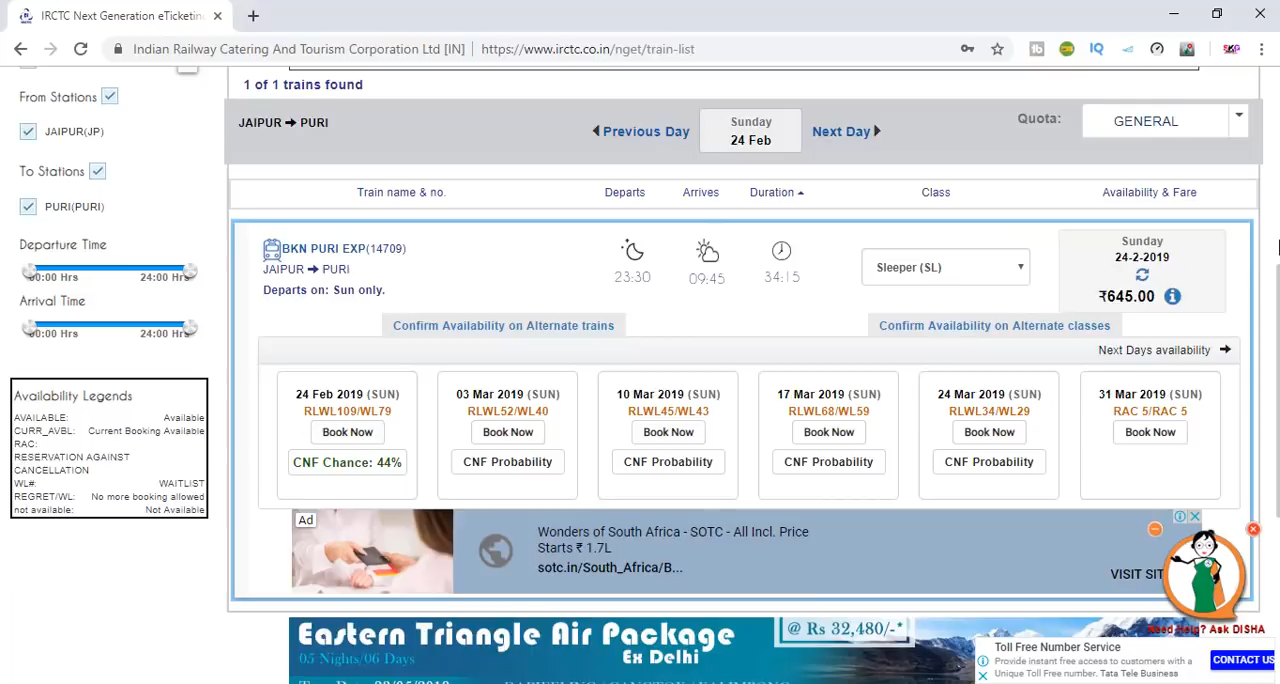 IRCTC Next Generation eTicketin
Indian Railway Catering And Tourism Corporation Ltd [IN] | https://www.irctc.co.in/nget/train-list
1 of 1 trains found
From Stations
JAIPUR(JP)
To Stations
PURI(PURI)
Departure Time
00:00 Hrs 24:00 Hrs
Arrival Time
00:00 Hrs 24:00 Hrs
Availability Legends
AVAILABLE: Available
CURR_AVBL: Current Booking Available
RAC:
RESERVATION AGAINST
CANCELLATION
WL#: WAITLIST
REGRET/WL: No more booking allowed
not available: Not Available
JAIPUR → PURI
Previous Day
Sunday
24 Feb
Next Day
Quota: GENERAL
Train name & no. Departs Arrives Duration Class Availability & Fare
BKN PURI EXP(14709)
JAIPUR → PURI
Departs on: Sun only.
23:30 09:45 34:15
Sleeper (SL)
Sunday
24-2-2019
₹645.00
Confirm Availability on Alternate trains Confirm Availability on Alternate classes
Next Days availability
24 Feb 2019 (SUN) 03 Mar 2019 (SUN) 10 Mar 2019 (SUN) 17 Mar 2019 (SUN) 24 Mar 2019 (SUN) 31 Mar 2019 (SUN)
RLWL109/WL79 RLWL52/WL40 RLWL45/WL43 RLWL68/WL59 RLWL34/WL29 RAC 5/RAC 5
Book Now Book Now Book Now Book Now Book Now Book Now
CNF Chance: 44% CNF Probability CNF Probability CNF Probability CNF Probability
Ad
Wonders of South Africa - SOTC - All Incl. Price
Starts ₹ 1.7L
sotc.in/South_Africa/B...
VISIT SIT
Need Help? Ask DISHA
Eastern Triangle Air Package
Ex Delhi
05 Nights/06 Days
@ Rs 32,480/-*
Toll Free Number Service
Provide instant free access to customers with a
Unique Toll Free number. Tata Tele Business
CONTACT US